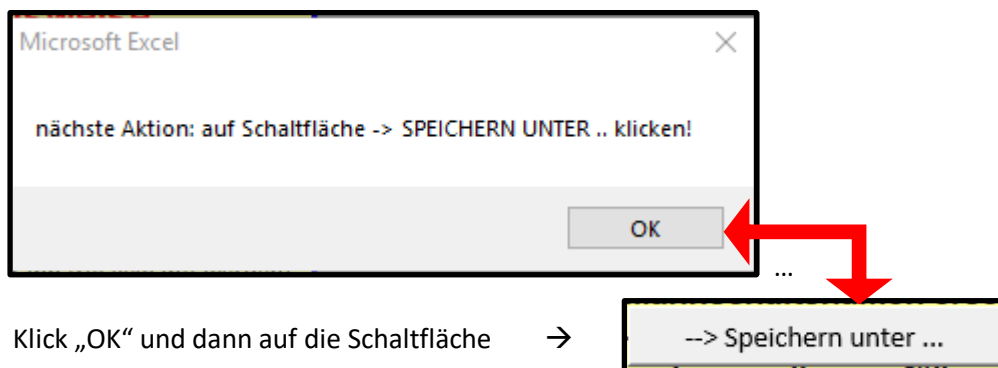 Microsoft Excel
nächste Aktion: auf Schaltfläche -> SPEICHERN UNTER .. klicken!
OK
...
Klick „OK“ und dann auf die Schaltfläche → --> Speichern unter ...